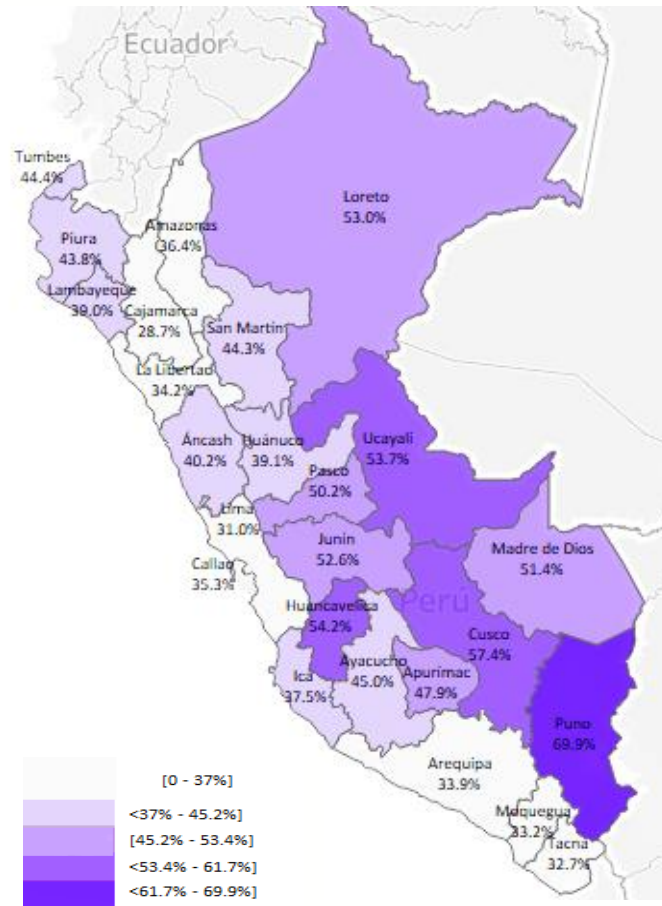 Ecuador
Tumbes
44.4%
Loreto
53.0%
Amazonas
36.4%
Piura
43.8%
Lambayeque
39.0%
Cajamarca
28.7%
San Martín
44.3%
La Libertad
34.2%
Áncash
40.2%
Huánuco
39.1%
Ucayali
53.7%
Pasco
50.2%
Lima
31.0%
Junín
52.6%
Madre de Dios
51.4%
Callao
35.3%
Perú
Huancavelica
54.2%
Cusco
57.4%
Ayacucho
45.0%
Apurímac
47.9%
Ica
37.5%
Puno
69.9%
Arequipa
33.9%
Moquegua
33.2%
Tacna
32.7%
[0 - 37%]
<37% - 45.2%]
[45.2% - 53.4%]
<53.4% - 61.7%]
<61.7% - 69.9%]